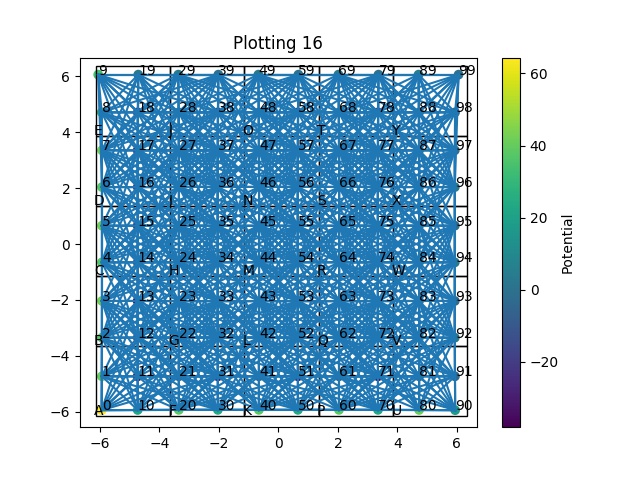 Plotting 16
9 19 29 39 49 59 69 79 89 99
8 18 28 38 48 58 68 78 88 98
E J O T Y
7 17 27 37 47 57 67 77 87 97
6 16 26 36 46 56 66 76 86 96
D I N S X
5 15 25 35 45 55 65 75 85 95
4 14 24 34 44 54 64 74 84 94
C H M R W
3 13 23 33 43 53 63 73 83 93
2 12 22 32 42 52 62 72 82 92
B G L Q V
1 11 21 31 41 51 61 71 81 91
0 10 20 30 40 50 60 70 80 90
A F K P U
6
4
2
0
−2
−4
−6
−6 −4 −2 0 2 4 6
60
40
20
0
−20
Potential